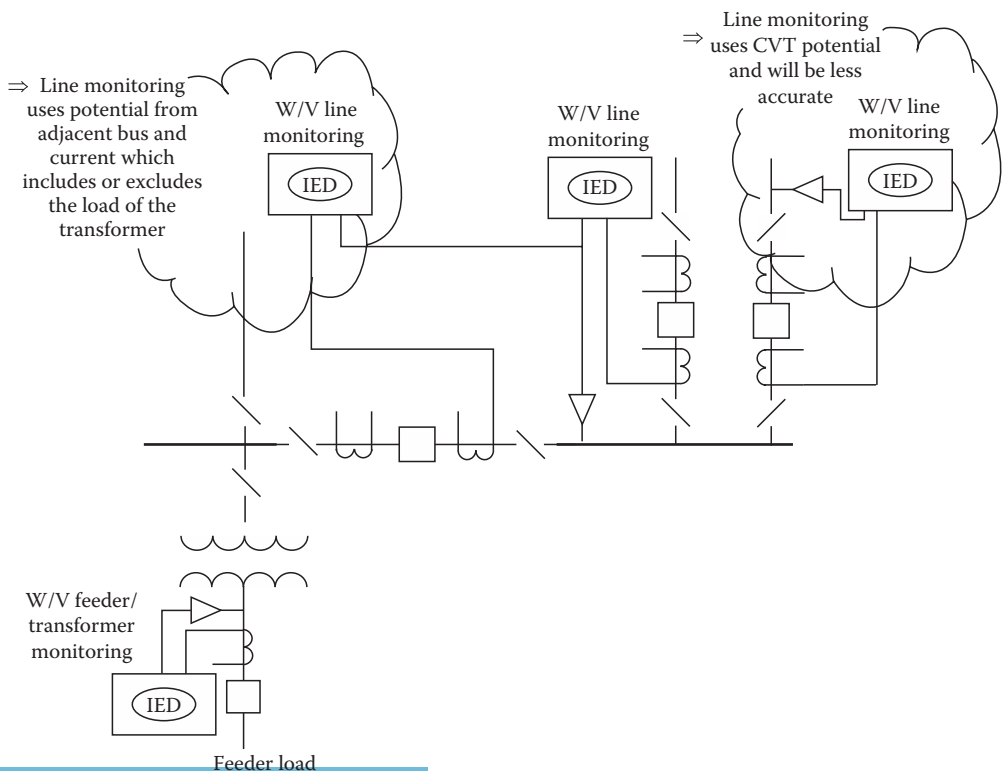 ⇒ Line monitoring
uses potential from
adjacent bus and
current which
includes or excludes
the load of the
transformer
W/V line
monitoring
IED
W/V line
monitoring
IED
⇒ Line monitoring
uses CVT potential
and will be less
accurate
W/V line
monitoring
IED
W/V feeder/
transformer
monitoring
IED
Feeder load